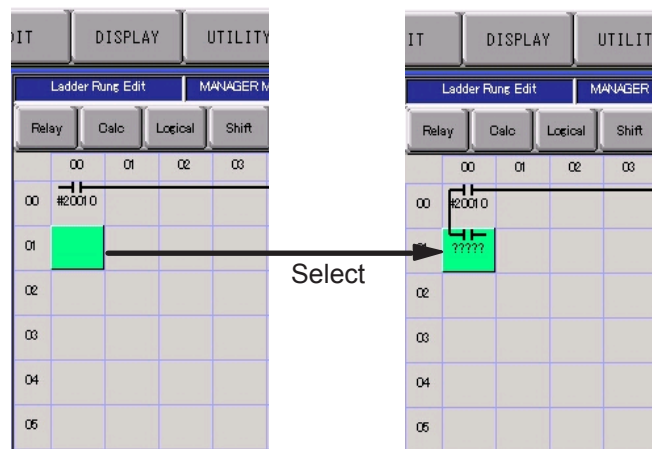 DIT DISPLAY UTILITY
Ladder Rung Edit MANAGER M
Relay Calc Logical Shift
00 01 02 03
00 #20010
01
02
03
04
05
Select
IT DISPLAY UTILIT
Ladder Rung Edit MANAGER
Relay Calc Logical Shift
00 01 02 03
00 #20010
?????
02
03
04
05